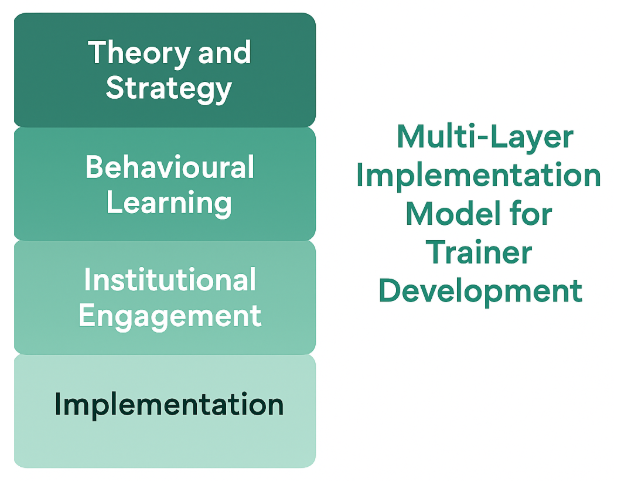 Theory and
Strategy
Behavioural
Learning
Institutional
Engagement
Implementation
Multi-Layer
Implementation
Model for
Trainer
Development